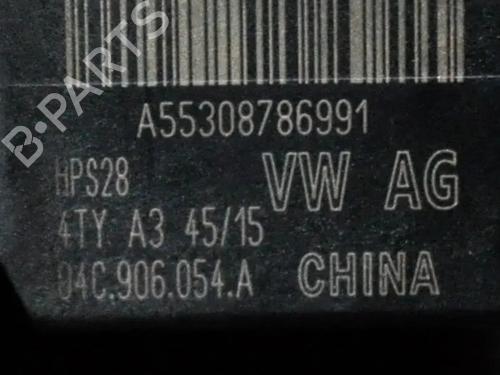 B-PARTS
A55308786991
HPS28
VW AG
4TY A3 45/15
04C.906.054.A
CHINA